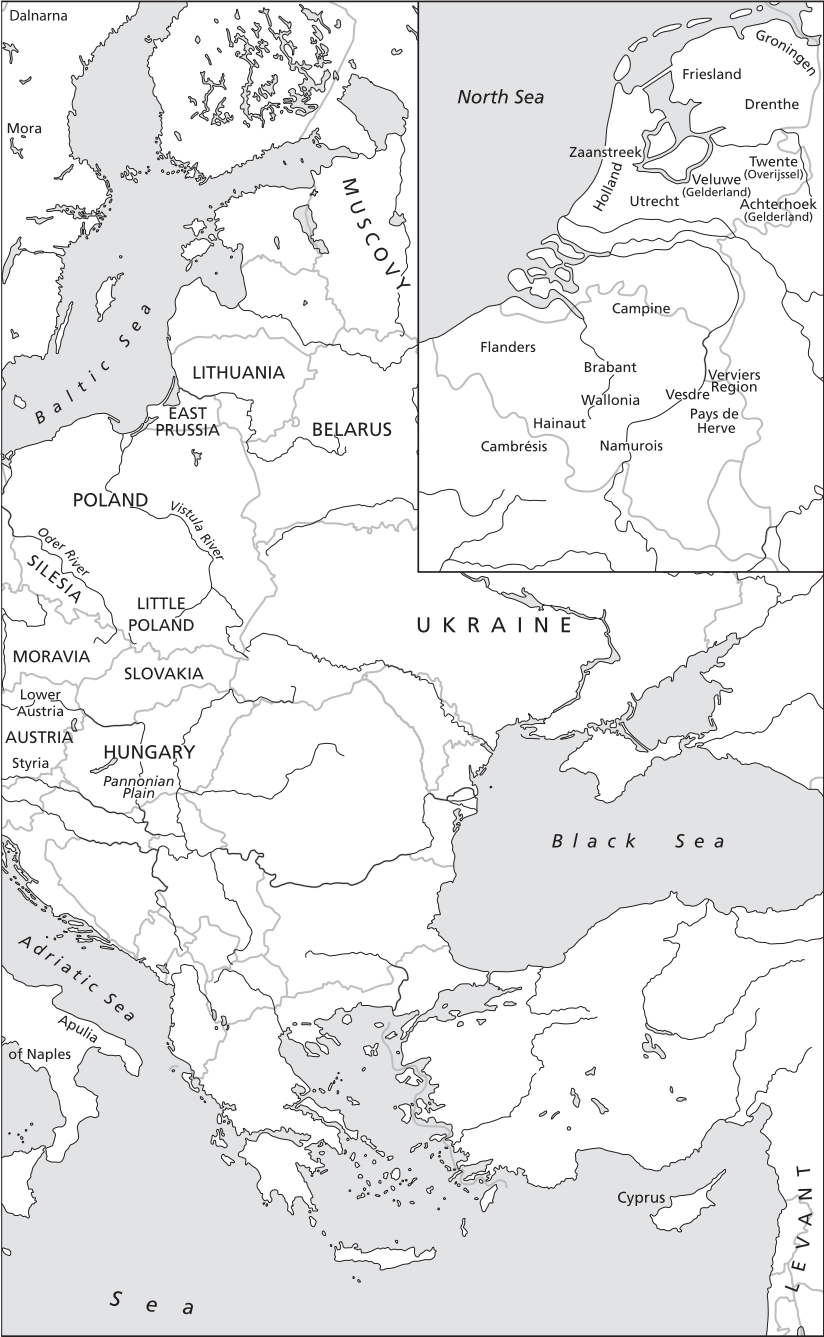 Dalnarna
Mora
Baltic Sea
MUSCOVY
LITHUANIA
EAST
PRUSSIA
BELARUS
POLAND
Vistula River
Oder River
SILESIA
LITTLE
POLAND
MORAVIA
SLOVAKIA
Lower
Austria
AUSTRIA
Styria
HUNGARY
Pannonian
Plain
UKRAINE
Black Sea
Adriatic Sea
Apulia
of Naples
Cyprus
LEVANT
Sea
North Sea
Groningen
Friesland
Drenthe
Zaanstreek
Holland
Utrecht
Veluwe
(Gelderland)
Twente
(Overijssel)
Achterhoek
(Gelderland)
Campine
Flanders
Brabant
Wallonia
Hainaut
Cambrésis
Namurois
Vesdre
Verviers
Region
Pays de
Herve